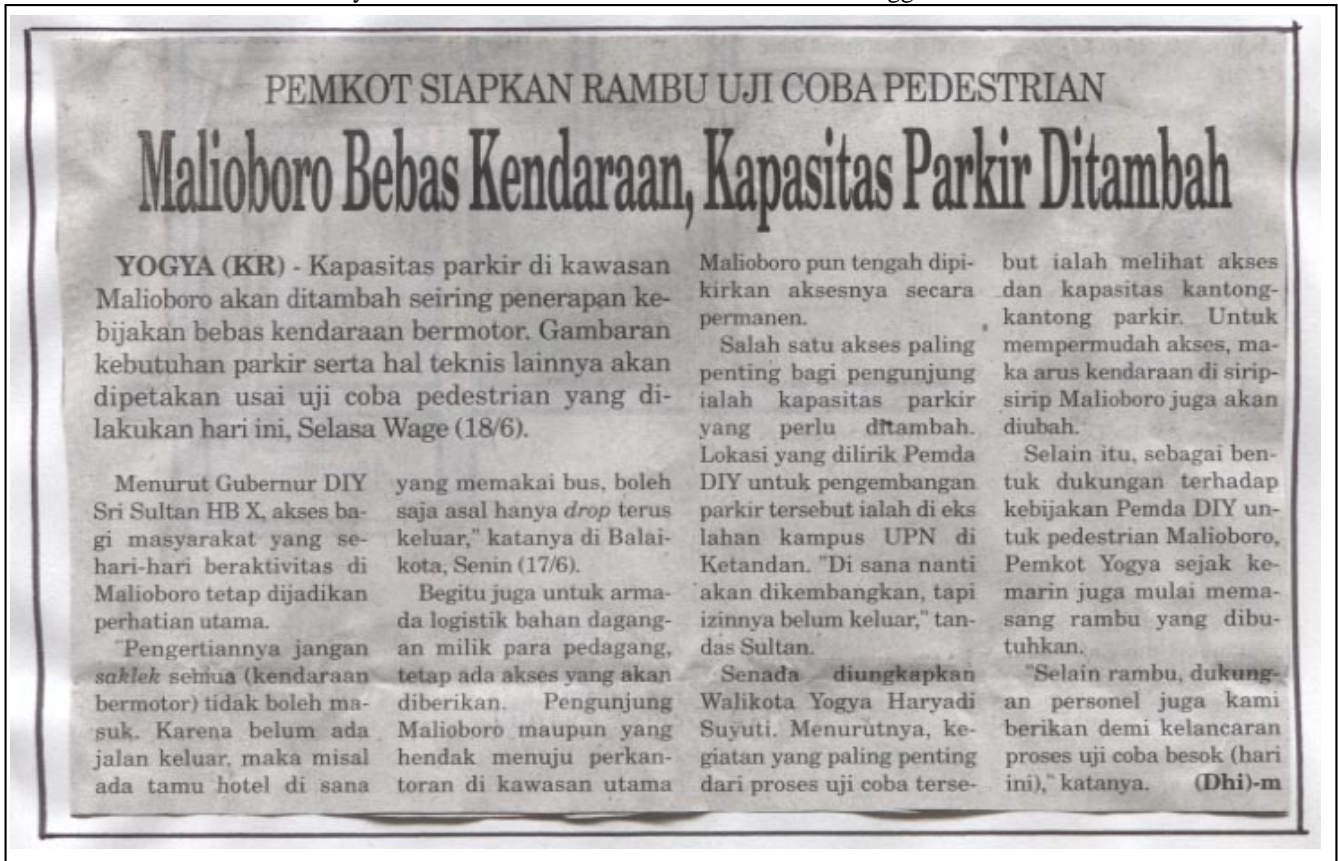 PEMKOT SIAPKAN RAMBU UJI COBA PEDESTRIAN
Malioboro Bebas Kendaraan, Kapasitas Parkir Ditambah
YOGYA (KR) - Kapasitas parkir di kawasan
Malioboro akan ditambah seiring penerapan ke-
bijakan bebas kendaraan bermotor. Gambaran
kebutuhan parkir serta hal teknis lainnya akan
dipetakan usai uji coba pedestrian yang di-
lakukan hari ini, Selasa Wage (18/6).
Menurut Gubernur DIY
Sri Sultan HB X, akses ba-
gi masyarakat yang se-
hari-hari beraktivitas di
Malioboro tetap dijadikan
perhatian utama.
"Pengertiannya jangan
saklek semua (kendaraan
bermotor) tidak boleh ma-
suk. Karena belum ada
jalan keluar, maka misal
ada tamu hotel di sana
yang memakai bus, boleh
saja asal hanya drop terus
keluar," katanya di Balai-
kota, Senin (17/6).
Begitu juga untuk arma-
da logistik bahan dagang-
an milik para pedagang,
tetap ada akses yang akan
diberikan. Pengunjung
Malioboro maupun yang
hendak menuju perkan-
toran di kawasan utama
Malioboro pun tengah dipi-
kirkan aksesnya secara
permanen.
Salah satu akses paling
penting bagi pengunjung
ialah kapasitas parkir
yang perlu ditambah.
Lokasi yang dilirik Pemda
DIY untuk pengembangan
parkir tersebut ialah di eks
lahan kampus UPN di
Ketandan. "Di sana nanti
akan dikembangkan, tapi
izinnya belum keluar," tan-
das Sultan.
Senada diungkapkan
Walikota Yogya Haryadi
Suyuti. Menurutnya, ke-
giatan yang paling penting
dari proses uji coba terse-
but ialah melihat akses
dan kapasitas kantong-
kantong parkir. Untuk
mempermudah akses, ma-
ka arus kendaraan di sirip-
sirip Malioboro juga akan
diubah.
Selain itu, sebagai ben-
tuk dukungan terhadap
kebijakan Pemda DIY un-
tuk pedestrian Malioboro,
Pemkot Yogya sejak ke-
marin juga mulai mema-
sang rambu yang dibu-
tuhkan.
"Selain rambu, dukung-
an personel juga kami
berikan demi kelancaran
proses uji coba besok (hari
ini)," katanya. (Dhi)-m